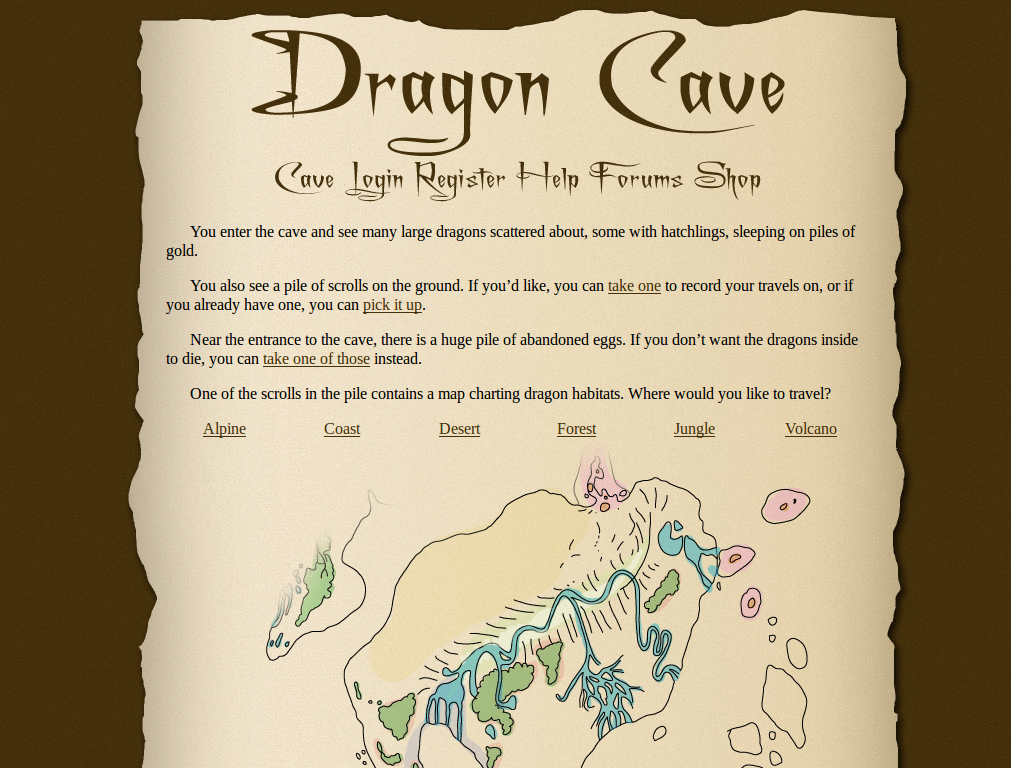 Dragon Cave
Cave Login Register Help Forums Shop
You enter the cave and see many large dragons scattered about, some with hatchlings, sleeping on piles of
gold.
You also see a pile of scrolls on the ground. If you’d like, you can take one to record your travels on, or if
you already have one, you can pick it up.
Near the entrance to the cave, there is a huge pile of abandoned eggs. If you don’t want the dragons inside
to die, you can take one of those instead.
One of the scrolls in the pile contains a map charting dragon habitats. Where would you like to travel?
Alpine Coast Desert Forest Jungle Volcano